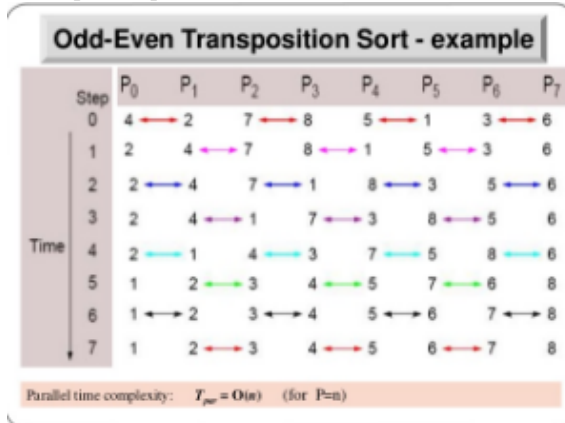 Odd-Even Transposition Sort - example
Step P0 P1 P2 P3 P4 P5 P6 P7
0 4 2 7 8 5 1 3 6
1 2 4 7 8 1 5 3 6
2 2 4 7 1 8 3 5 6
3 2 4 1 7 3 8 5 6
Time
4 2 1 4 3 7 5 8 6
5 1 2 3 4 5 7 6 8
6 1 2 3 4 5 6 7 8
7 1 2 3 4 5 6 7 8
Parallel time complexity: Tpar = O(n) (for P=n)